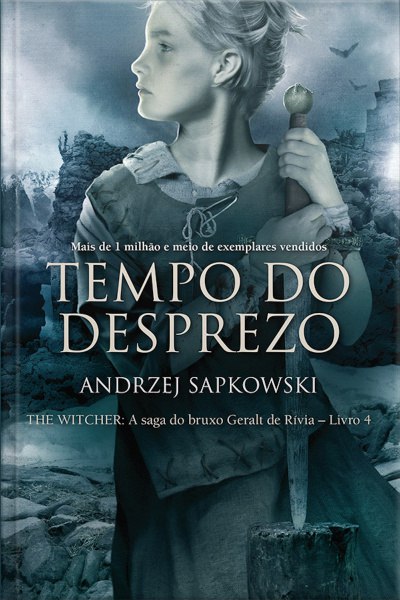 Mais de 1 milhão e meio de exemplares vendidos
TEMPO DO
DESPREZO
ANDRZEJ SAPKOWSKI
THE WITCHER: A saga do bruxo Geralt de Rívia – Livro 4